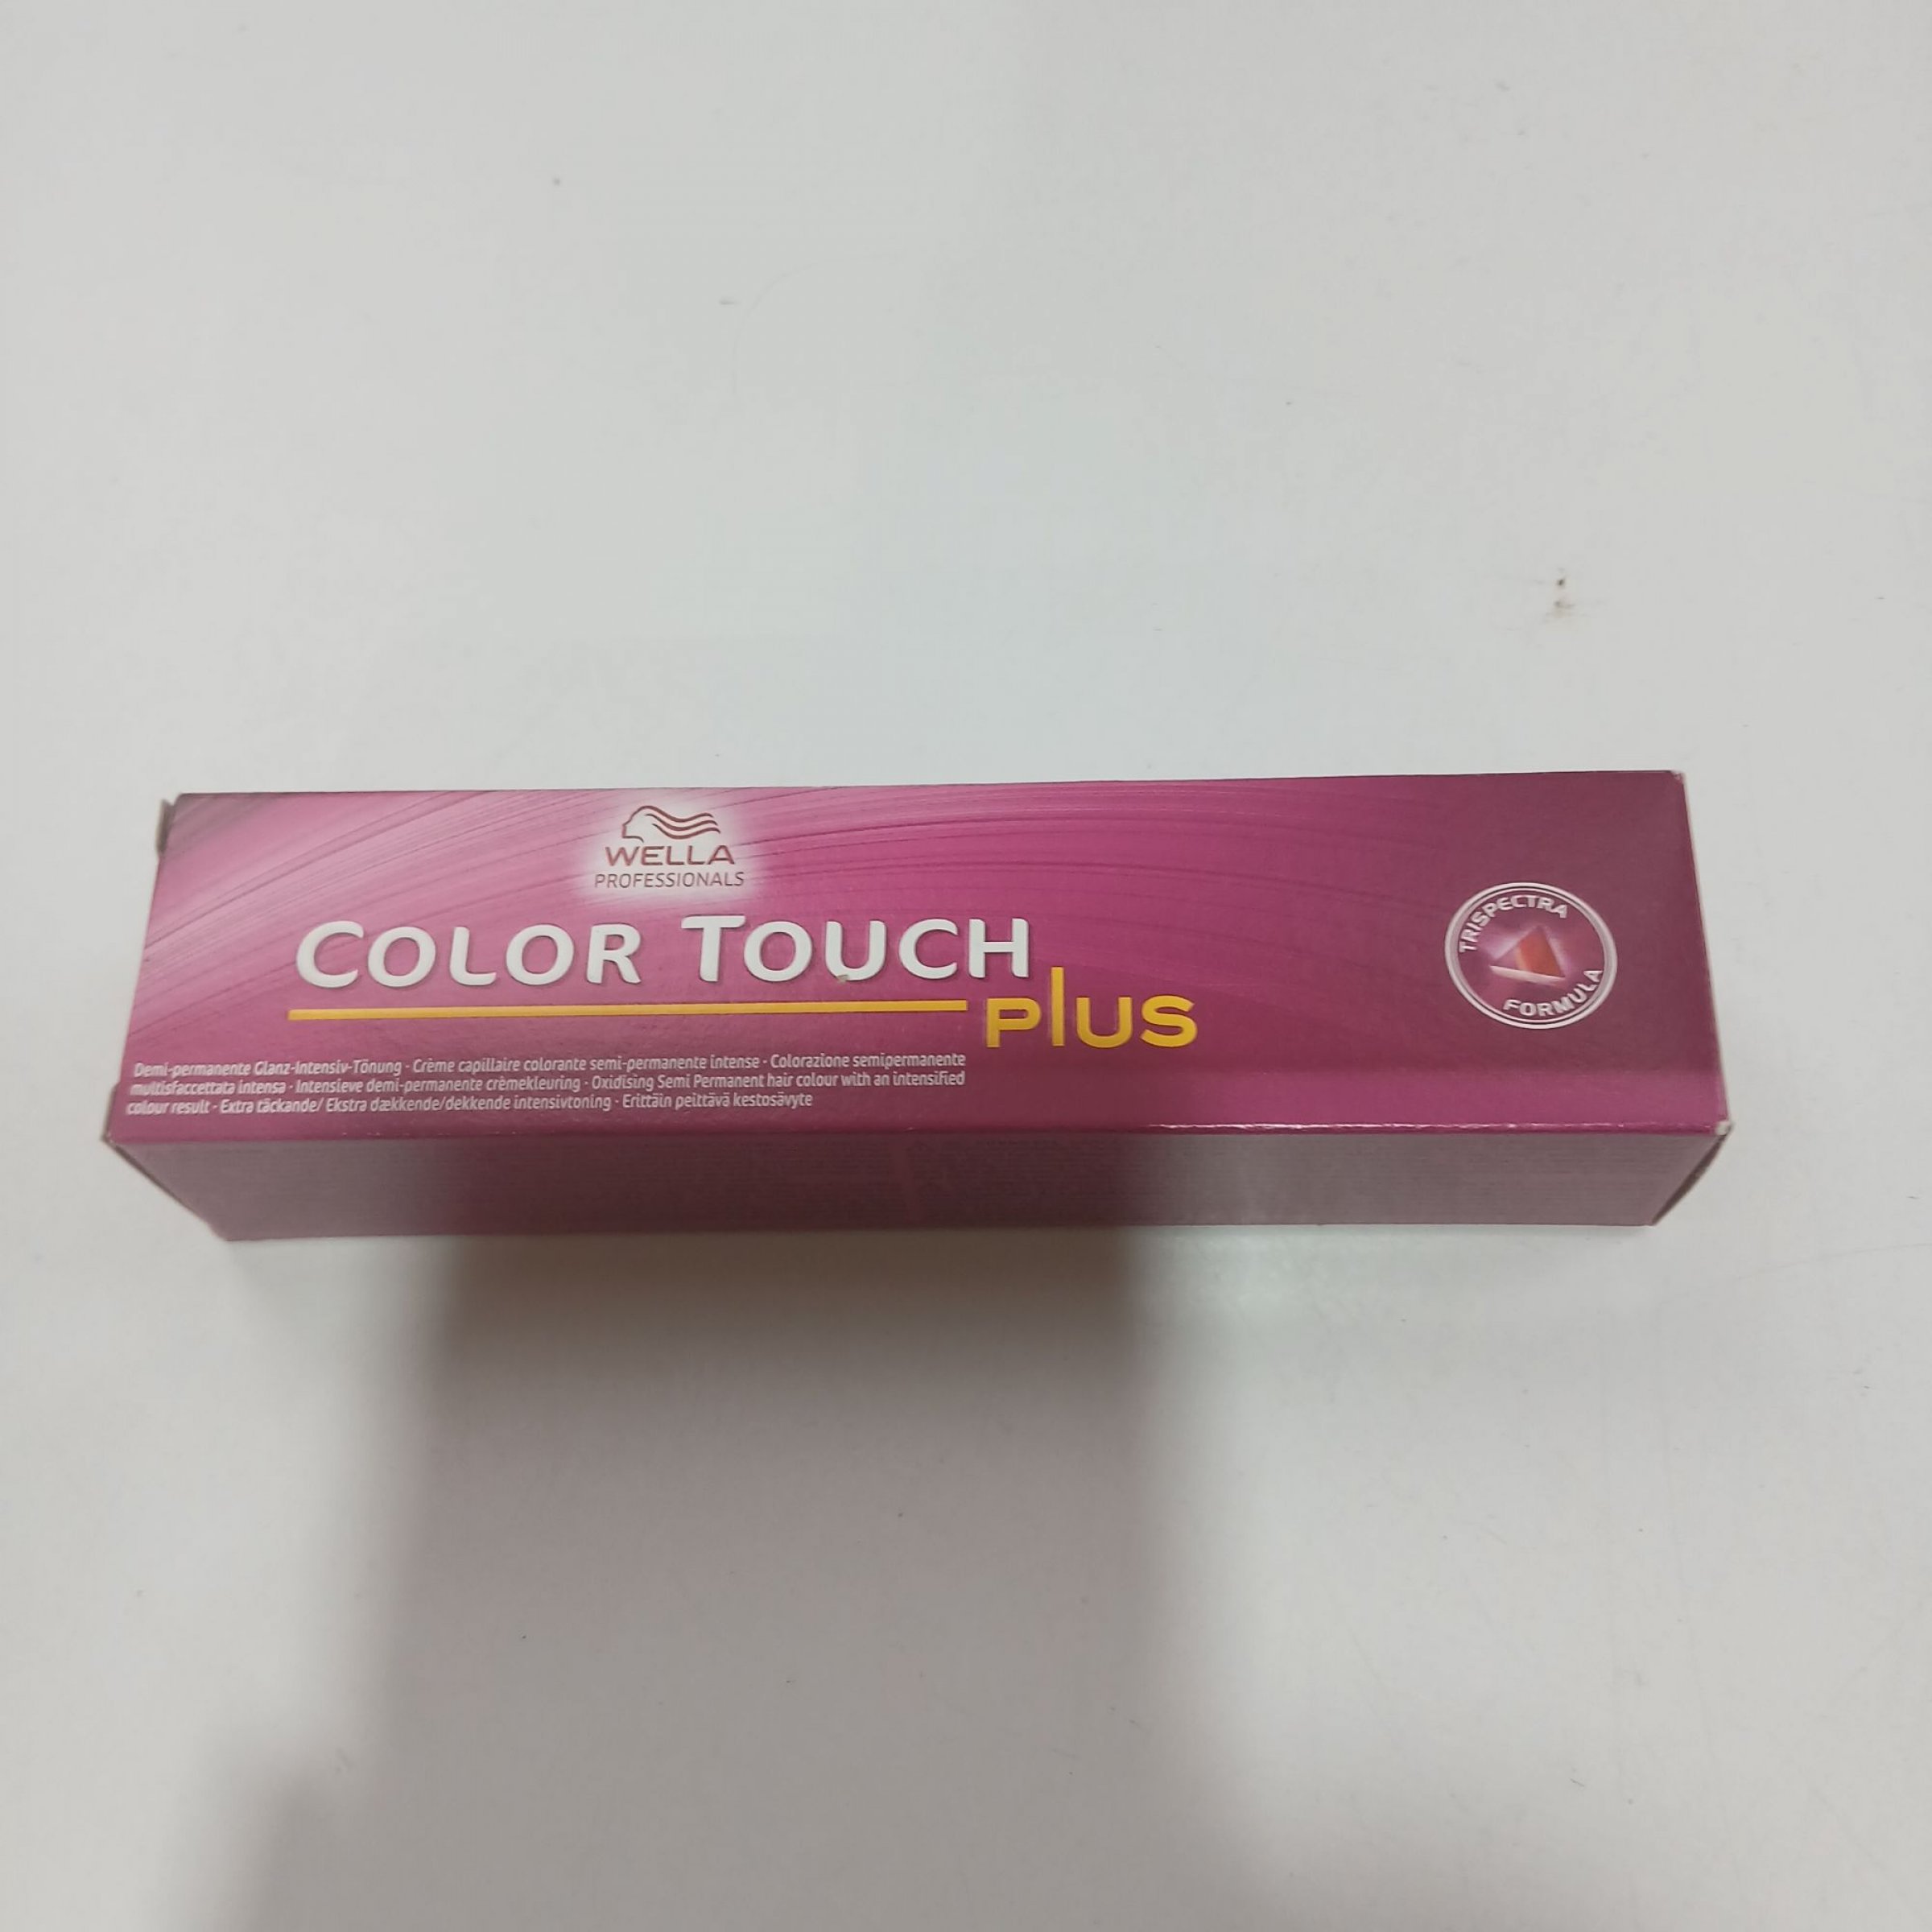 WELLA
PROFESSIONALS
COLOR TOUCH
plus
TRISPECTRA
FORMULA
Demi-permanente Glanz-Intensiv-Tönung · Crème capillaire colorante semi-permanente intense · Colorazione semipermanente
multisfaccettata intensa · Intensieve demi-permanente crèmekleuring · Oxidising Semi Permanent hair colour with an intensified
colour result · Extra täckande/ Ekstra dækkende/dekkende intensivtoning · Erittäin peittävä kestosävyte